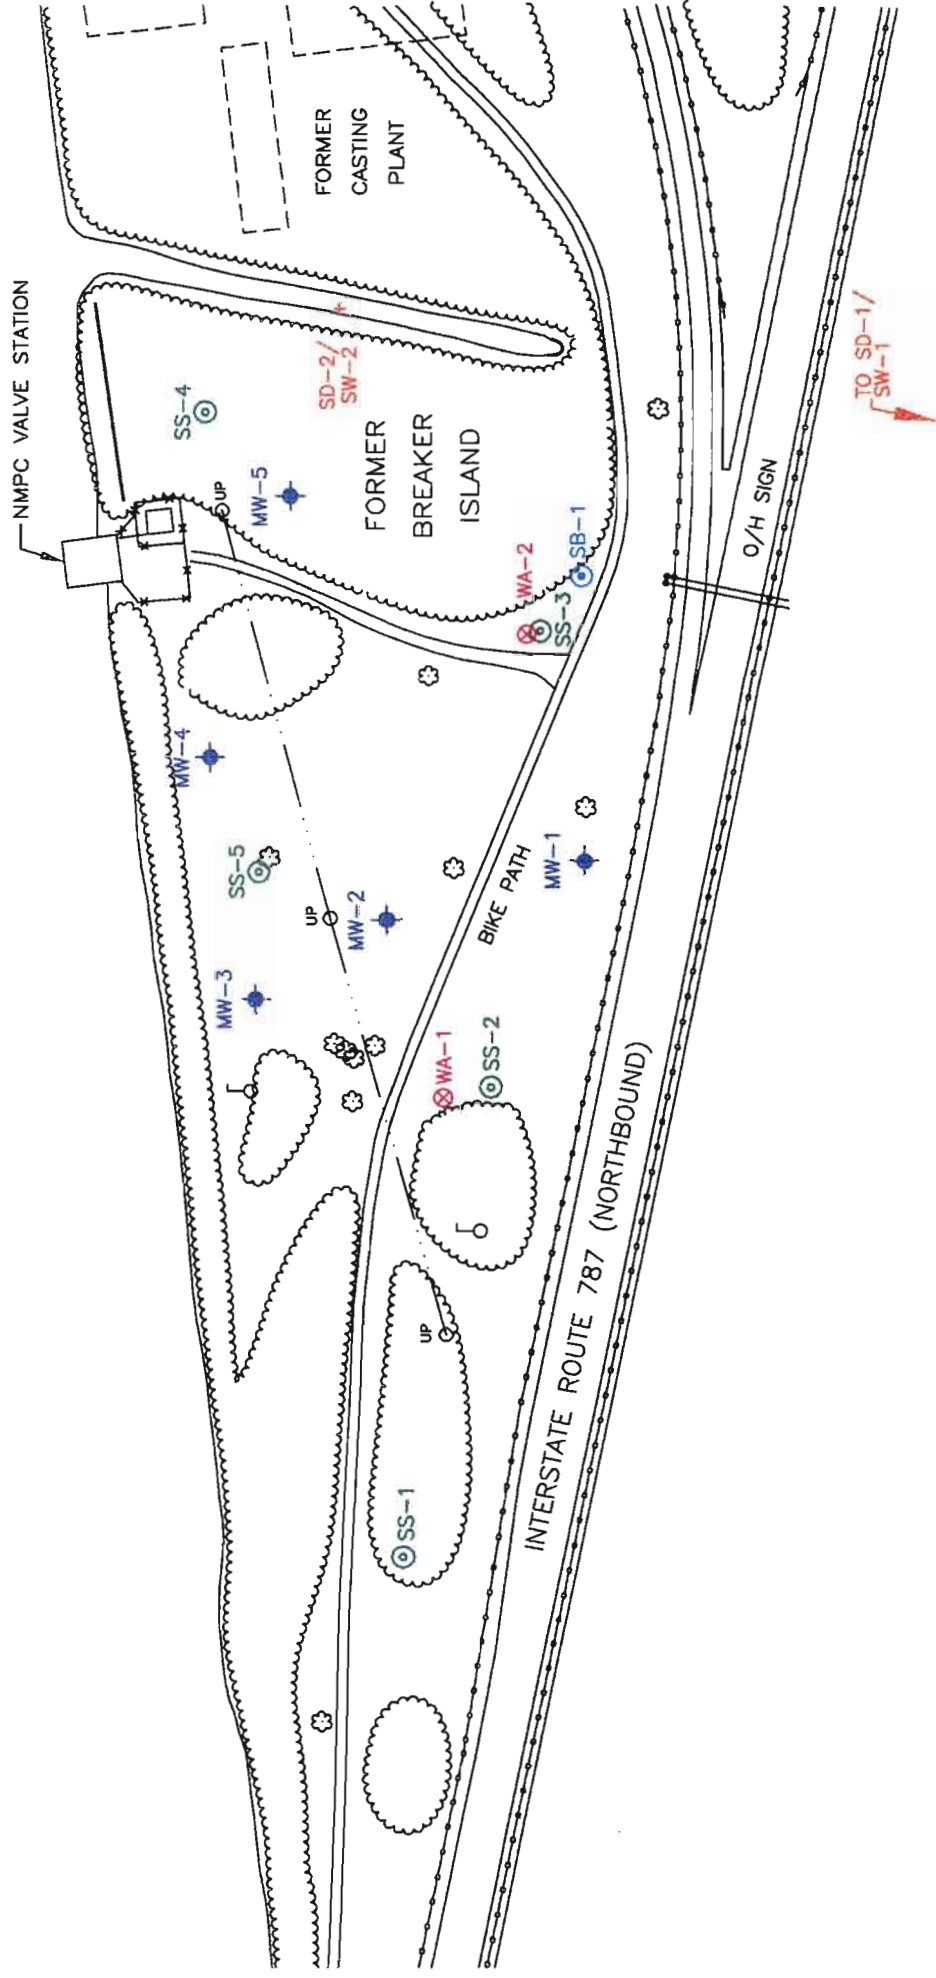 NMPC VALVE STATION
FORMER
CASTING
PLANT
SS-4
SD-2/
SW-2
TO SD-1/
SW-1
UP
MW-5
FORMER
BREAKER
ISLAND
O/H SIGN
WA-2
SB-1
SS-3
MW-4
SS-5
UP
MW-2
MW-1
BIKE PATH
MW-3
WA-1
SS-2
INTERSTATE ROUTE 787 (NORTHBOUND)
UP
SS-1